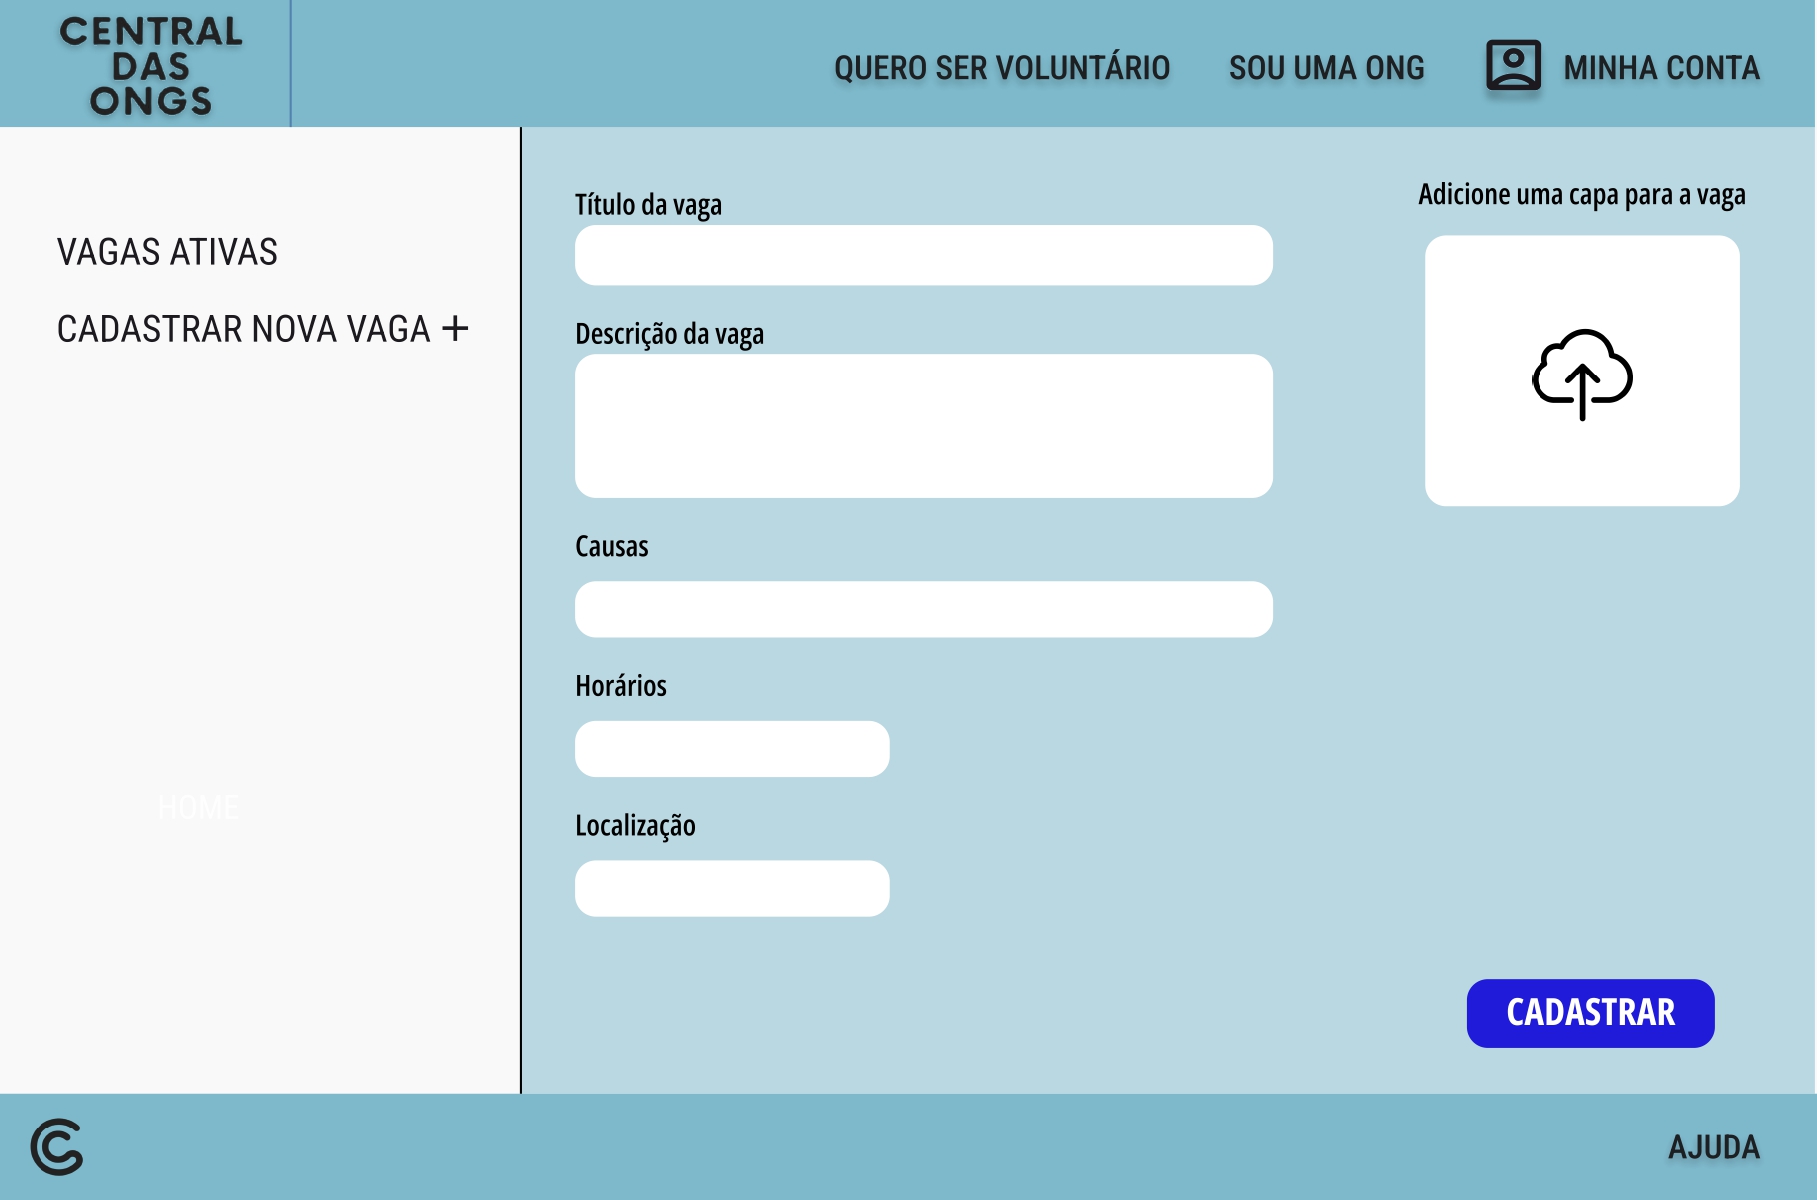 CENTRAL
DAS
ONGS
QUERO SER VOLUNTÁRIO
SOU UMA ONG
MINHA CONTA
VAGAS ATIVAS
CADASTRAR NOVA VAGA +
HOME
Título da vaga
Descrição da vaga
Causas
Horários
Localização
Adicione uma capa para a vaga
CADASTRAR
AJUDA